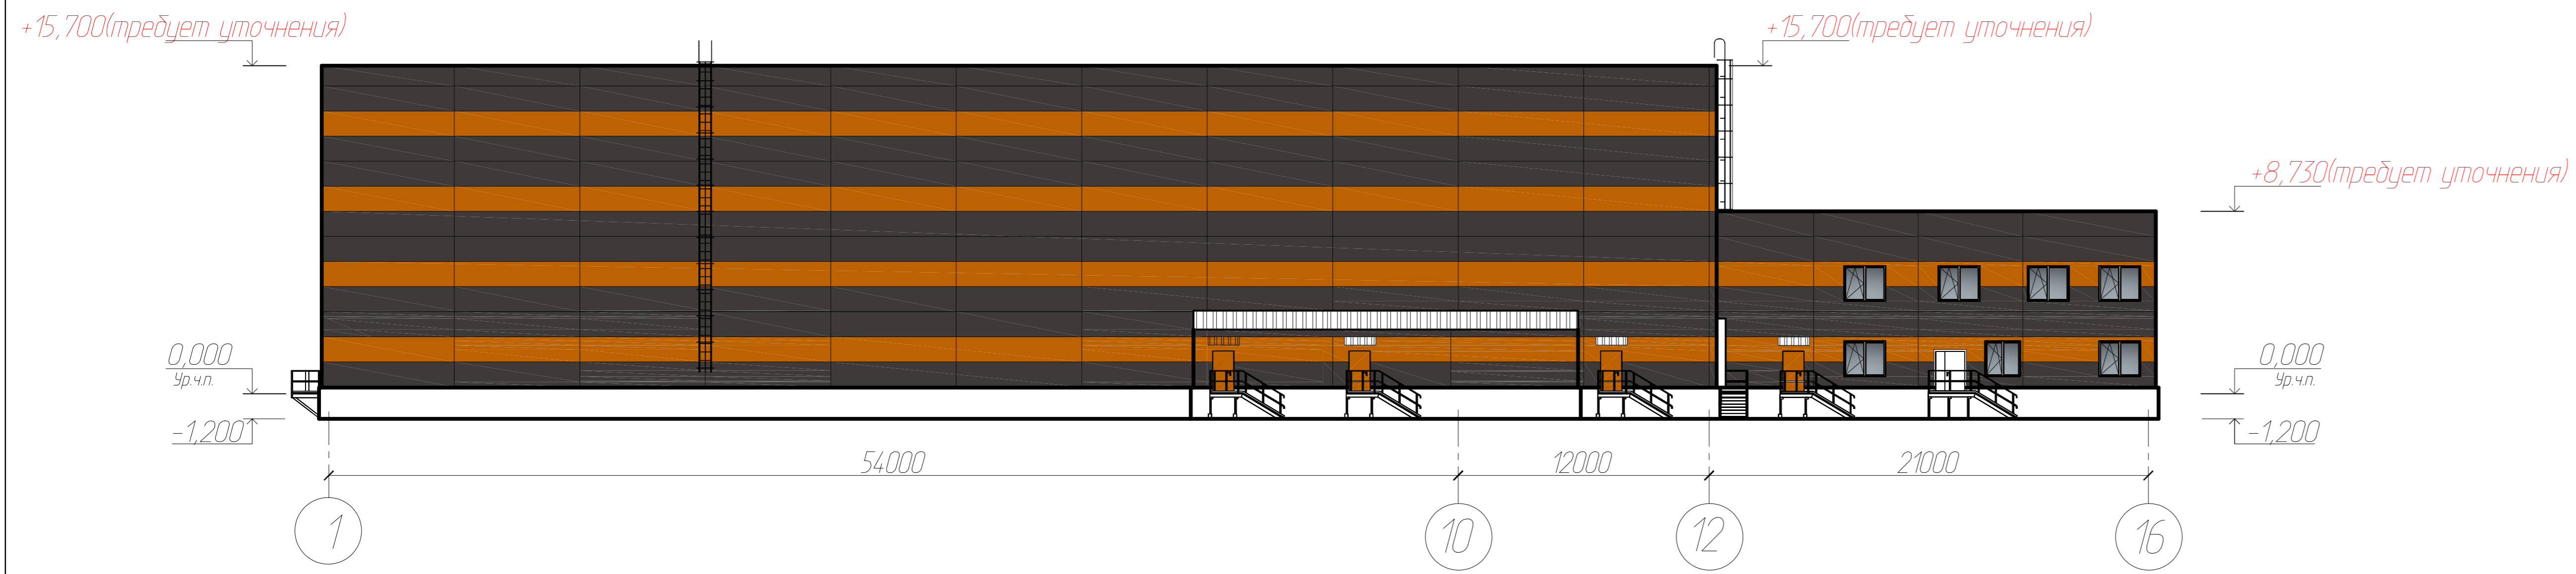 +15,700(требует уточнения)
+15,700(требует уточнения)
+8,730(требует уточнения)
0,000
Ур.ч.п.
0,000
Ур.ч.п.
-1,200
-1,200
54000
12000
21000
1
10
12
16